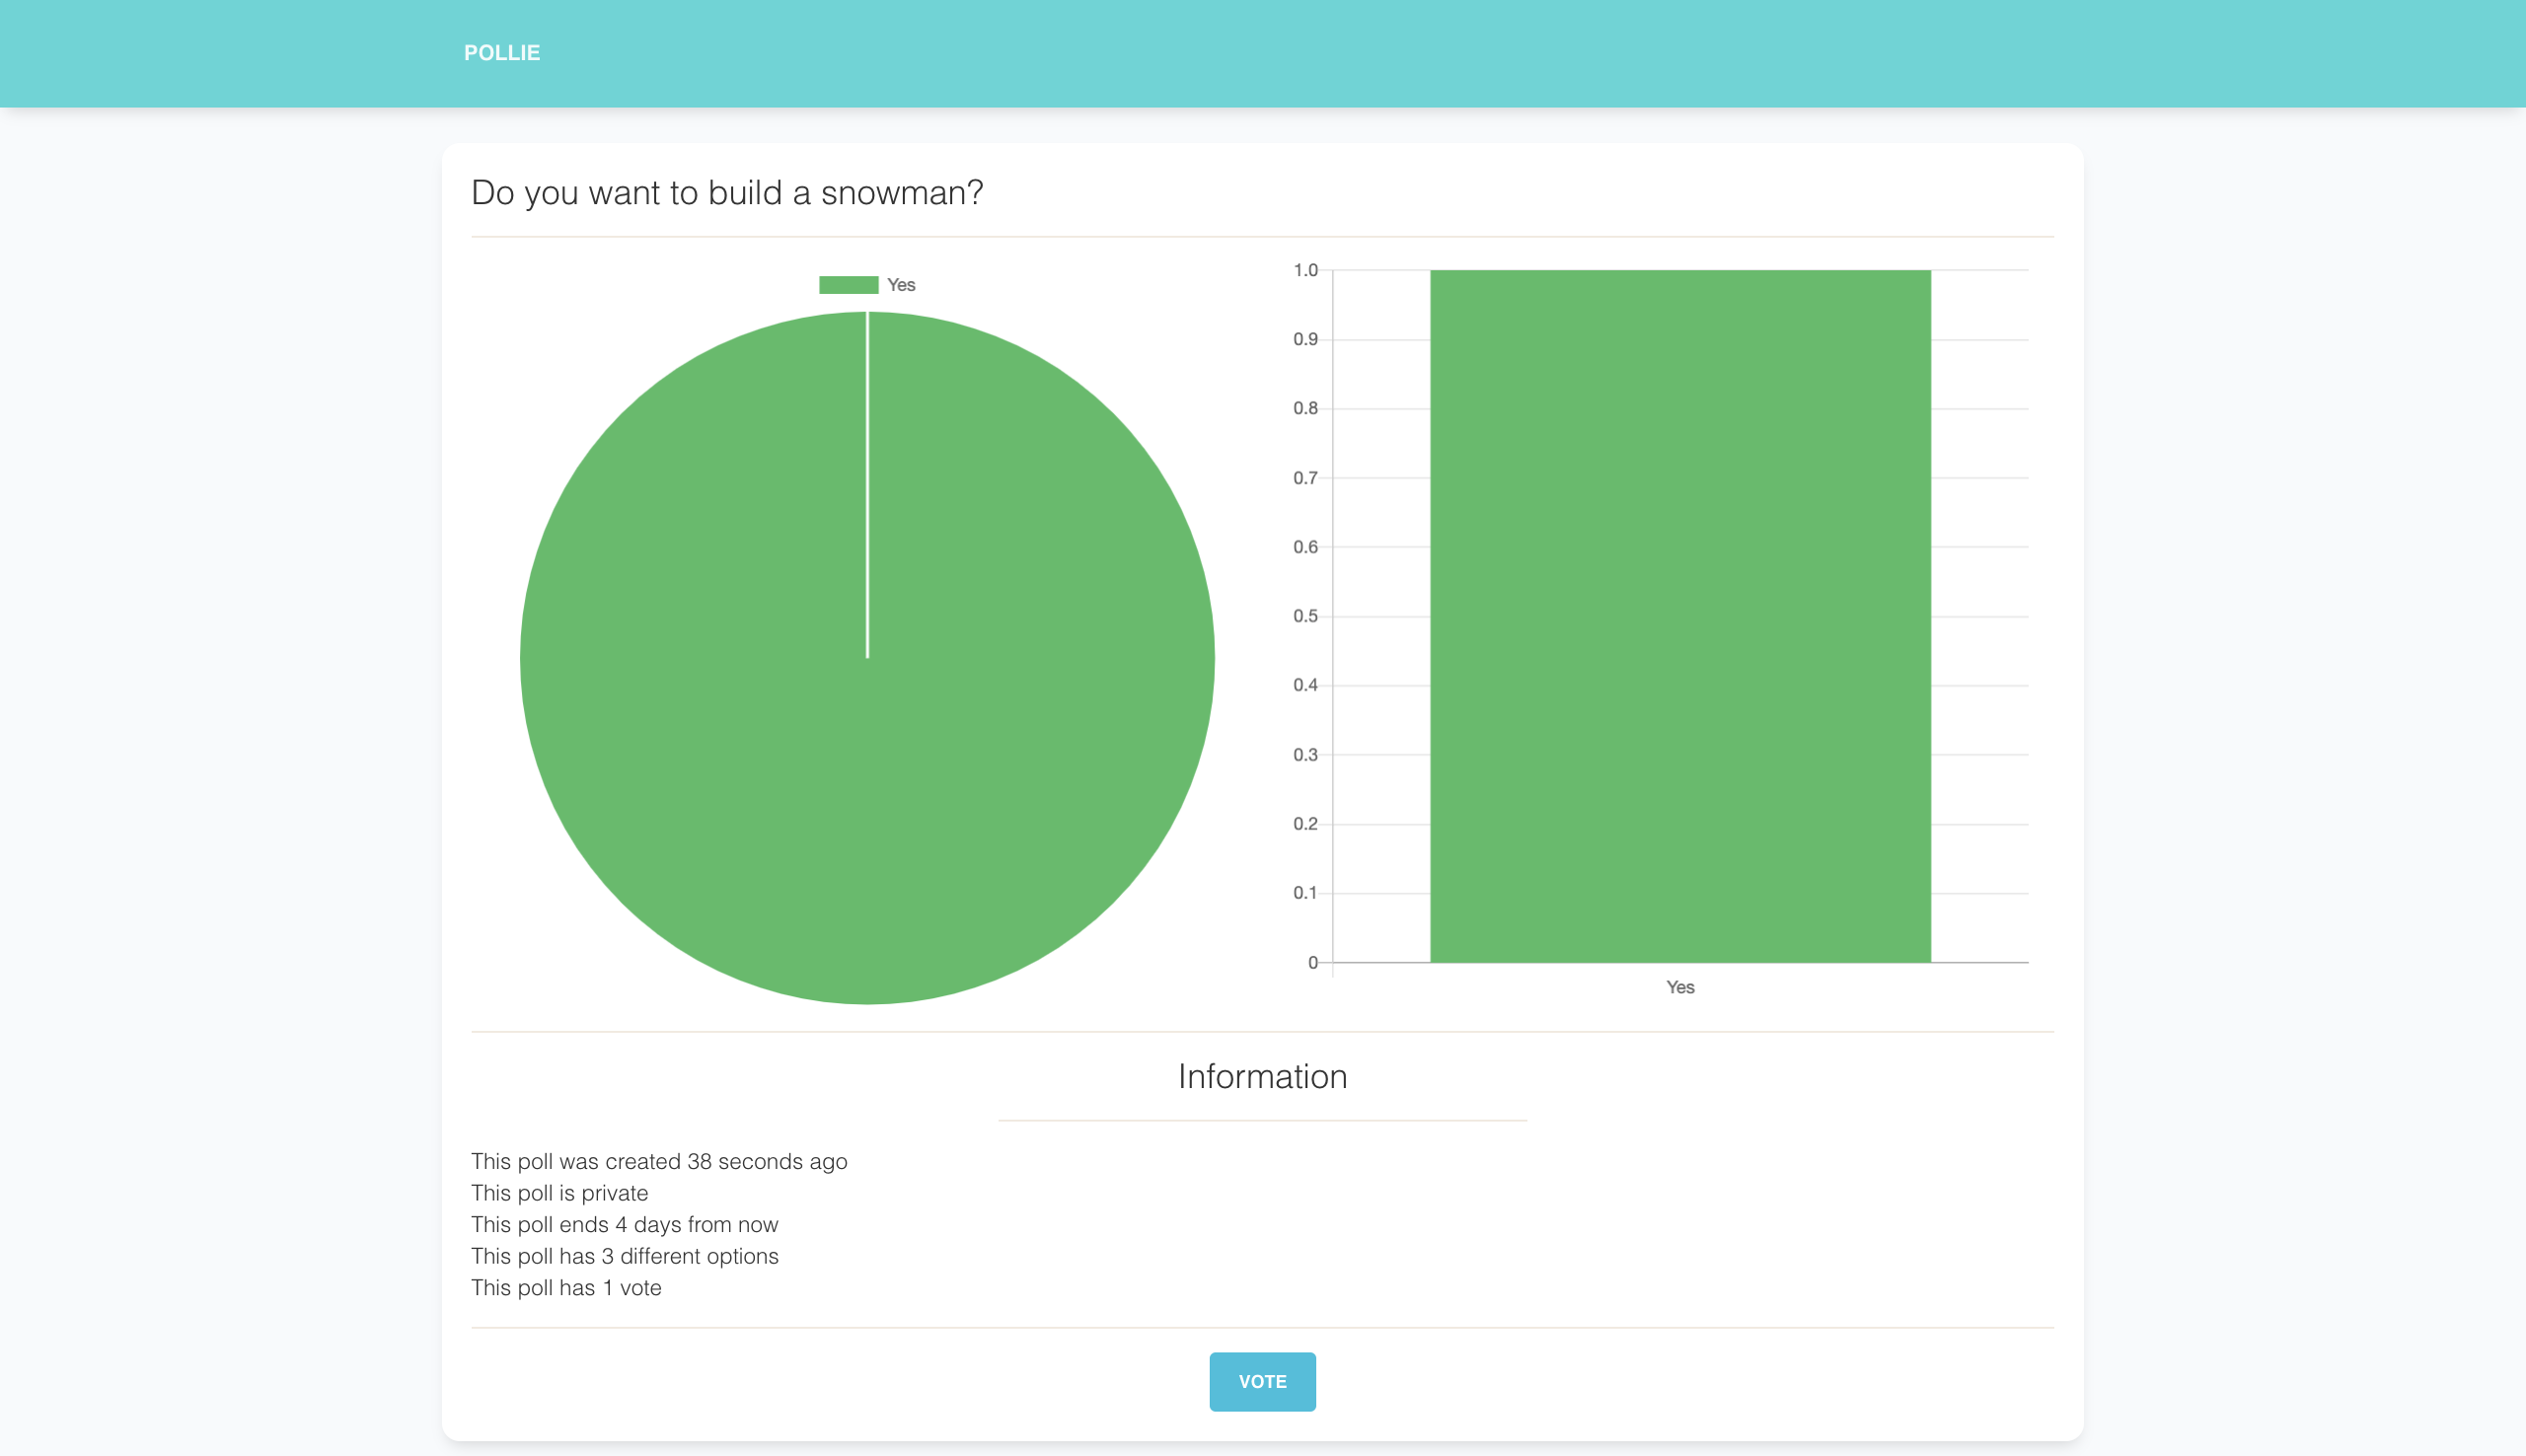 POLLIE
Do you want to build a snowman?
Yes
1.0
0.9
0.8
0.7
0.6
0.5
0.4
0.3
0.2
0.1
0
Yes
Information
This poll was created 38 seconds ago
This poll is private
This poll ends 4 days from now
This poll has 3 different options
This poll has 1 vote
VOTE